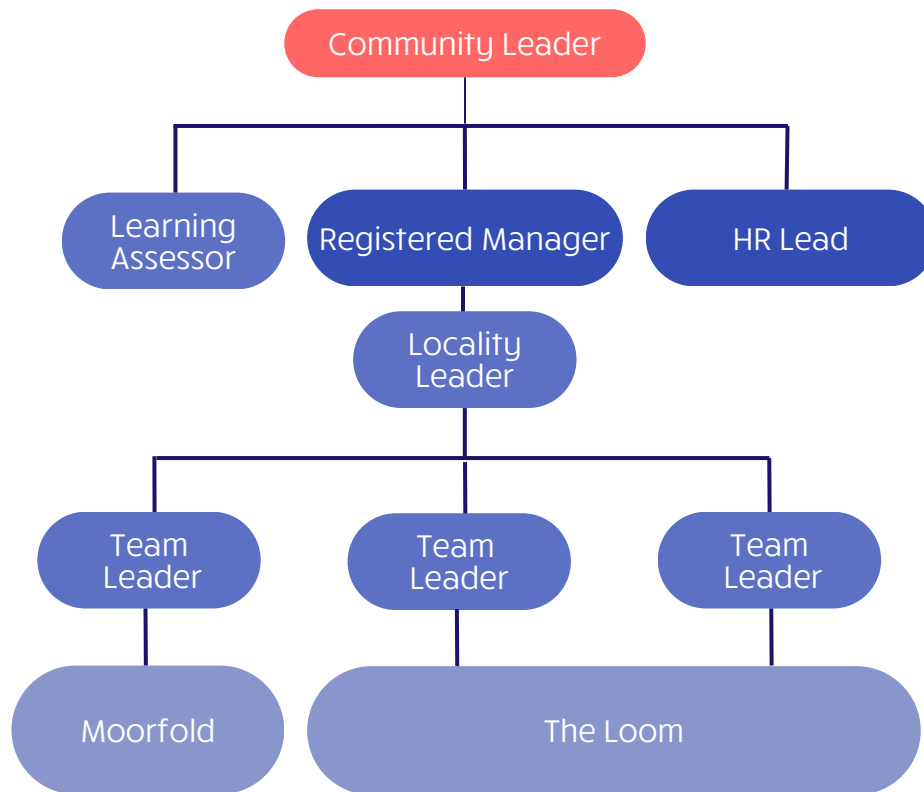 Community Leader
Learning
Assessor
Registered Manager
HR Lead
Locality
Leader
Team
Leader
Team
Leader
Team
Leader
Moorfold
The Loom